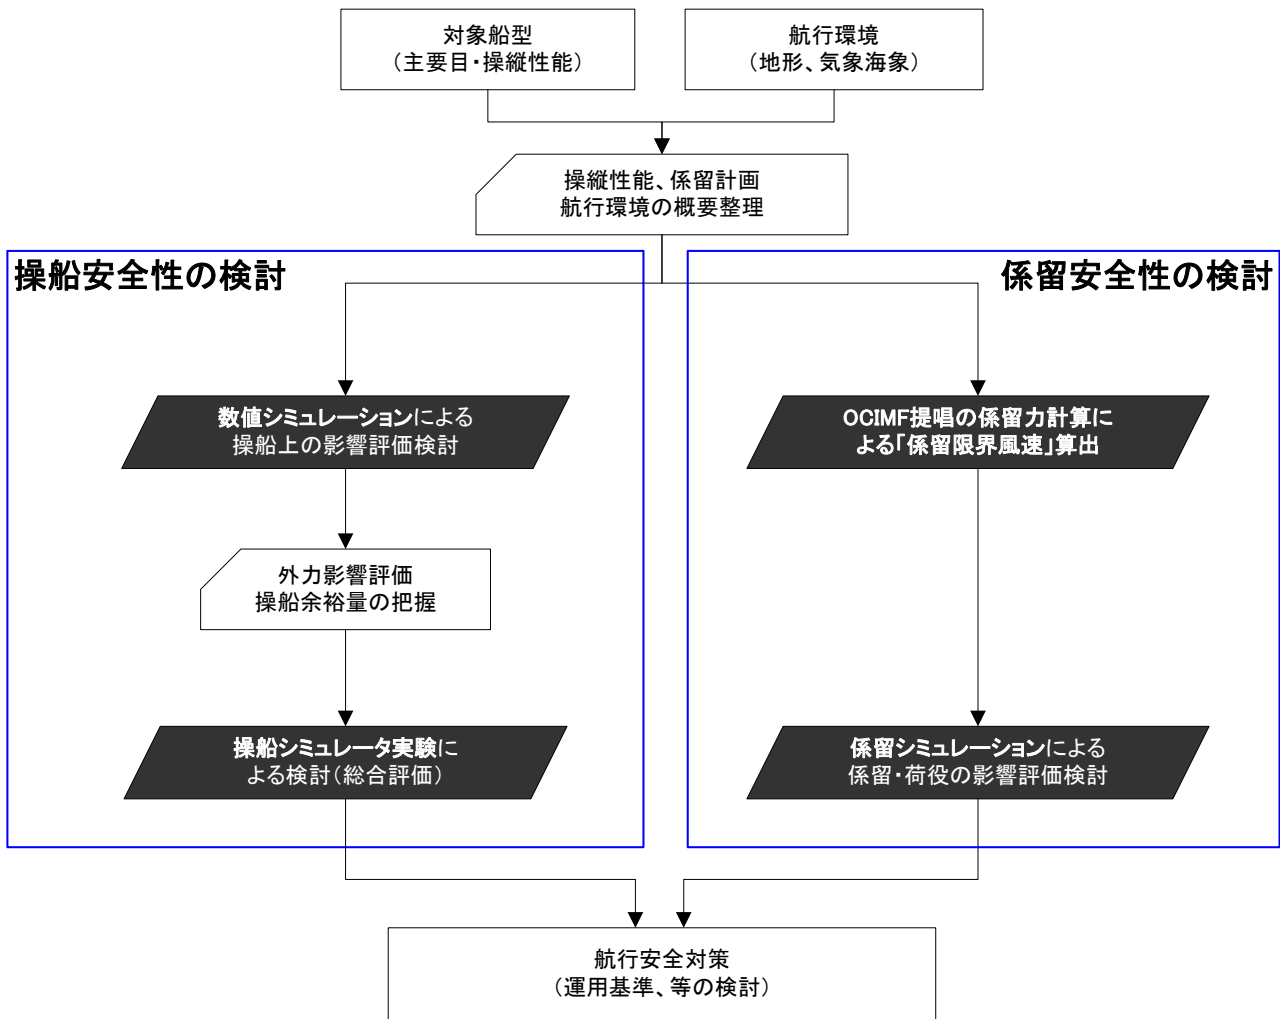 対象船型
（主要目・操縦性能）
航行環境
（地形、気象海象）
操縦性能、係留計画
航行環境の概要整理
操船安全性の検討
係留安全性の検討
数値シミュレーションによる
操船上の影響評価検討
OCIMF提唱の係留力計算に
よる「係留限界風速」算出
外力影響評価
操船余裕量の把握
操船シミュレータ実験に
よる検討（総合評価）
係留シミュレーションによる
係留・荷役の影響評価検討
航行安全対策
（運用基準、等の検討）